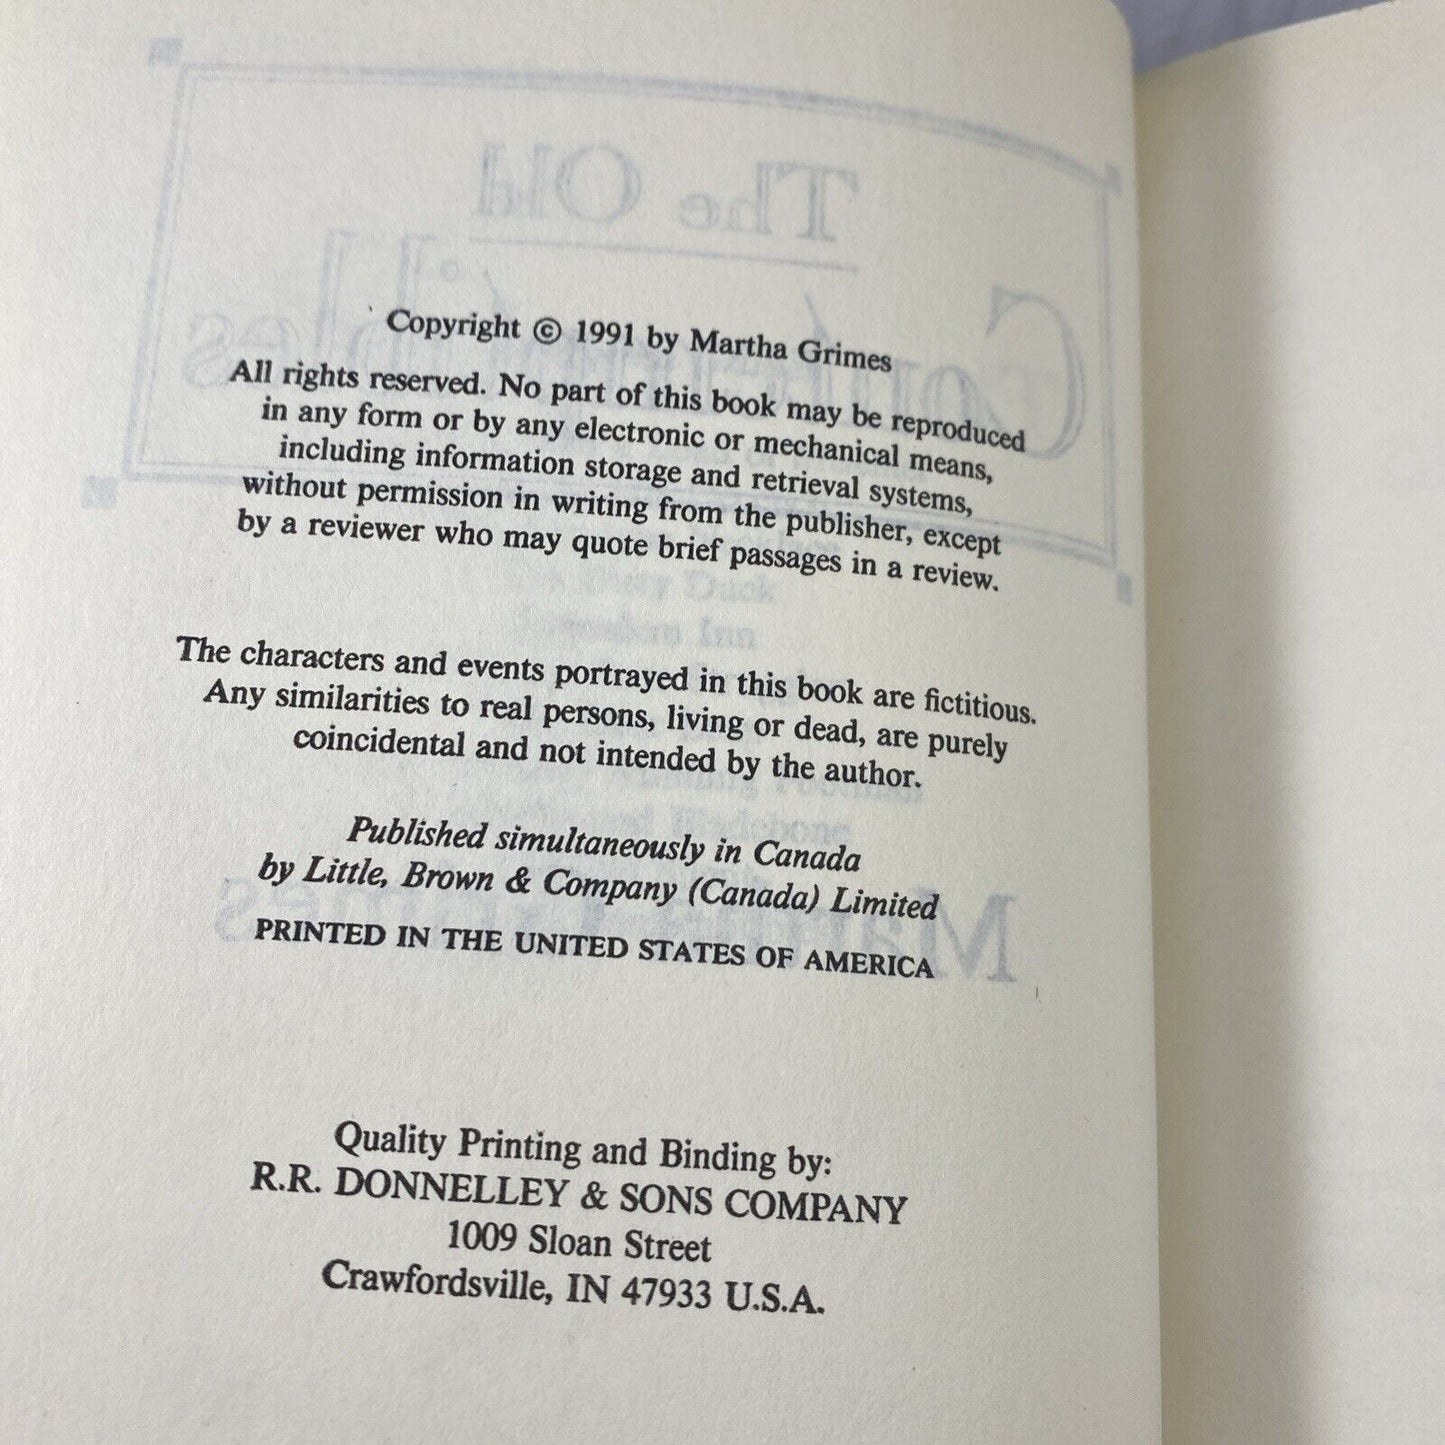 Copyright © 1991 by Martha Grimes
All rights reserved. No part of this book may be reproduced
in any form or by any electronic or mechanical means,
including information storage and retrieval systems,
without permission in writing from the publisher, except
by a reviewer who may quote brief passages in a review.
The characters and events portrayed in this book are fictitious.
Any similarities to real persons, living or dead, are purely
coincidental and not intended by the author.
Published simultaneously in Canada
by Little, Brown & Company (Canada) Limited
PRINTED IN THE UNITED STATES OF AMERICA
Quality Printing and Binding by:
R.R. DONNELLEY & SONS COMPANY
1009 Sloan Street
Crawfordsville, IN 47933 U.S.A.